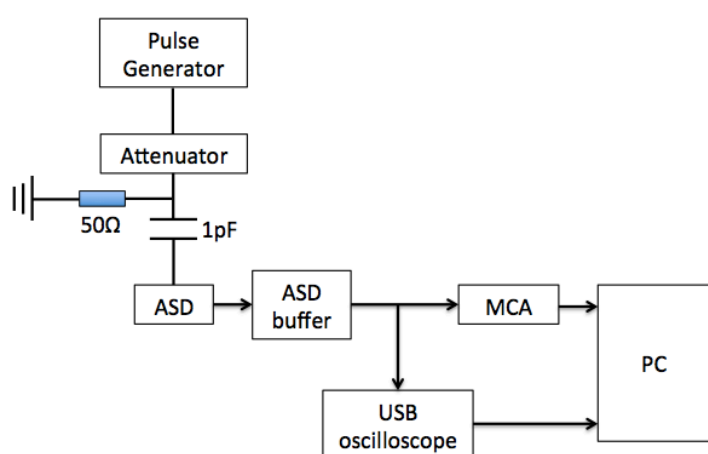 Pulse
Generator
Attenuator
50Ω
1pF
ASD
ASD
buffer
MCA
PC
USB
oscilloscope